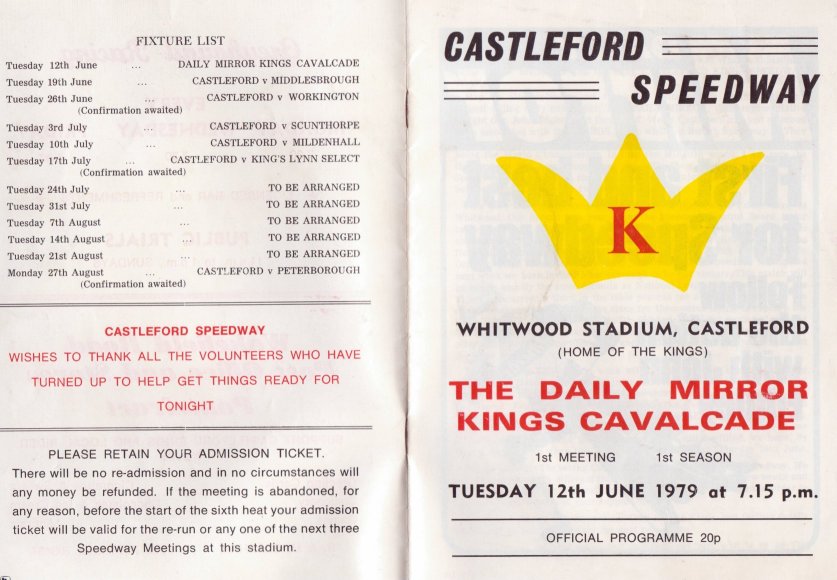 FIXTURE LIST
Tuesday 12th June ... DAILY MIRROR KINGS CAVALCADE
Tuesday 19th June ... CASTLEFORD v MIDDLESBROUGH
Tuesday 26th June ... CASTLEFORD v WORKINGTON
(Confirmation awaited)
Tuesday 3rd July ... CASTLEFORD v SCUNTHORPE
Tuesday 10th July ... CASTLEFORD v MILDENHALL
Tuesday 17th July ... CASTLEFORD v KING'S LYNN SELECT
(Confirmation awaited)
Tuesday 24th July ... TO BE ARRANGED
Tuesday 31st July ... TO BE ARRANGED
Tuesday 7th August ... TO BE ARRANGED
Tuesday 14th August ... TO BE ARRANGED
Tuesday 21st August ... TO BE ARRANGED
Monday 27th August ... CASTLEFORD v PETERBOROUGH
(Confirmation awaited)
CASTLEFORD SPEEDWAY
WISHES TO THANK ALL THE VOLUNTEERS WHO HAVE
TURNED UP TO HELP GET THINGS READY FOR
TONIGHT
PLEASE RETAIN YOUR ADMISSION TICKET.
There will be no re-admission and in no circumstances will
any money be refunded. If the meeting is abandoned, for
any reason, before the start of the sixth heat your admission
ticket will be valid for the re-run or any one of the next three
Speedway Meetings at this stadium.
CASTLEFORD
SPEEDWAY
K
WHITWOOD STADIUM, CASTLEFORD
(HOME OF THE KINGS)
THE DAILY MIRROR
KINGS CAVALCADE
1st MEETING 1st SEASON
TUESDAY 12th JUNE 1979 at 7.15 p.m.
OFFICIAL PROGRAMME 20p